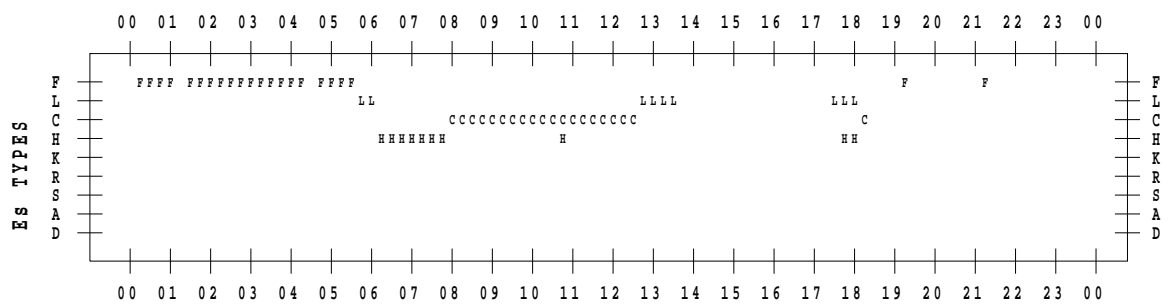 00 01 02 03 04 05 06 07 08 09 10 11 12 13 14 15 16 17 18 19 20 21 22 23 00
F FFFF FFFFFFFFFFFF FFFF F F F
L LL LLLL LLL L
C CCCCCCCCCCCCCCCCCCC C C
H HHHHHHH H HH H
K K
R R
S S
A A
D D
Es TYPES
00 01 02 03 04 05 06 07 08 09 10 11 12 13 14 15 16 17 18 19 20 21 22 23 00